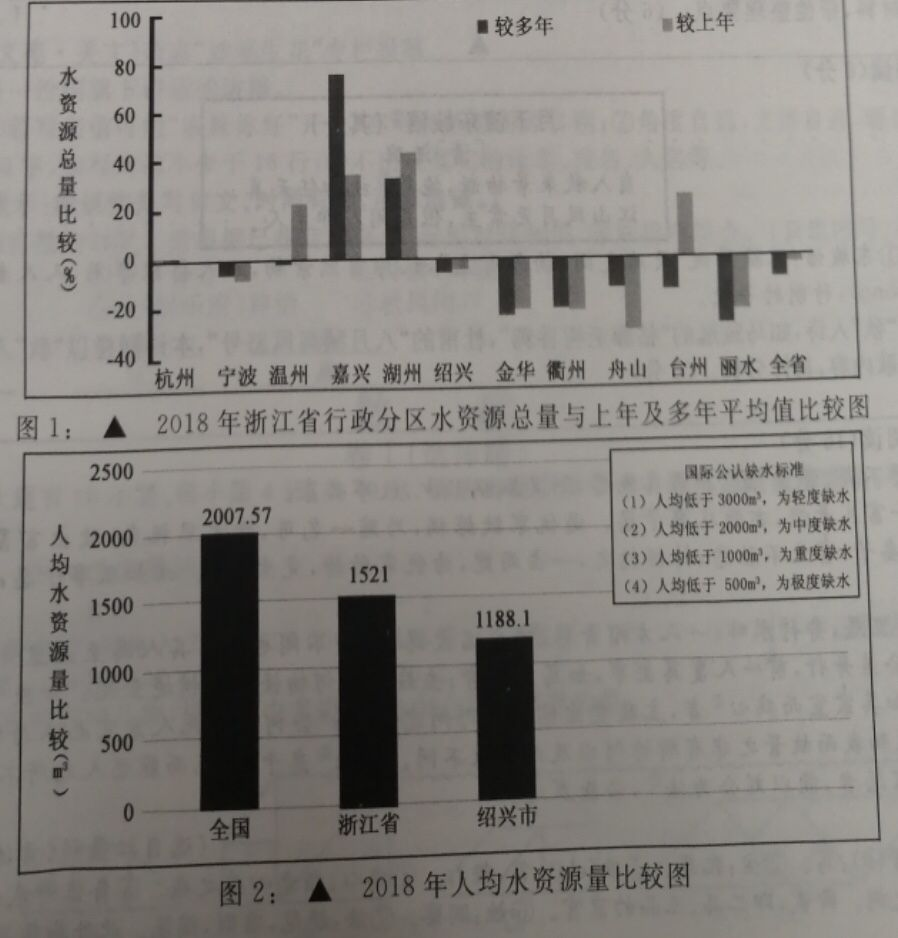 较多年 较上年
水资源总量比较(%)
100
80
60
40
20
0
-20
-40
杭州 宁波 温州 嘉兴 湖州 绍兴 金华 衢州 舟山 台州 丽水 全省
图1： ▲ 2018年浙江省行政分区水资源总量与上年及多年平均值比较图
人均水资源量比较(m³)
2500
2000
1500
1000
500
0
2007.57
1521
1188.1
国际公认缺水标准
（1）人均低于3000m³，为轻度缺水
（2）人均低于2000m³，为中度缺水
（3）人均低于1000m³，为重度缺水
（4）人均低于 500m³，为极度缺水
全国 浙江省 绍兴市
图2： ▲ 2018年人均水资源量比较图